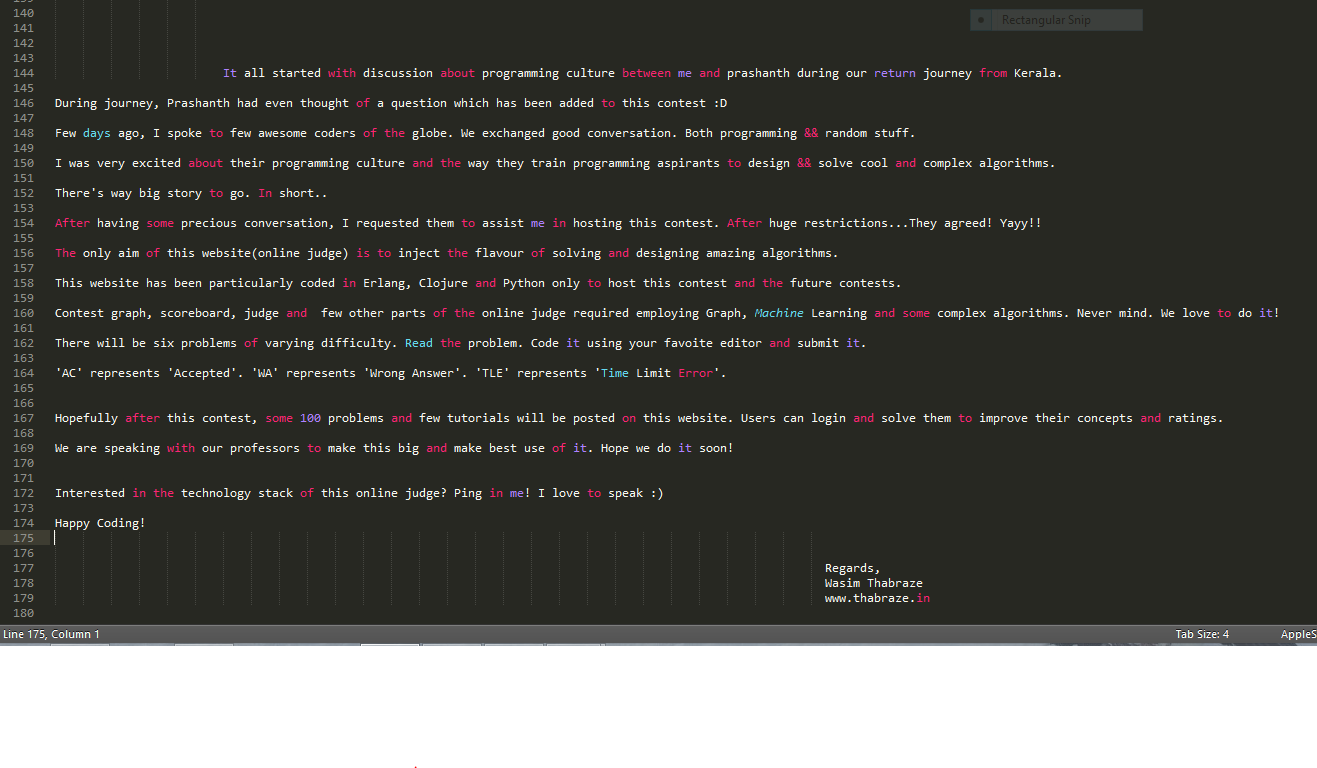 139
140
141
Rectangular Snip
142
143
144 It all started with discussion about programming culture between me and prashanth during our return journey from Kerala.
145
146 During journey, Prashanth had even thought of a question which has been added to this contest :D
147
148 Few days ago, I spoke to few awesome coders of the globe. We exchanged good conversation. Both programming && random stuff.
149
150 I was very excited about their programming culture and the way they train programming aspirants to design && solve cool and complex algorithms.
151
152 There's way big story to go. In short..
153
154 After having some precious conversation, I requested them to assist me in hosting this contest. After huge restrictions...They agreed! Yayy!!
155
156 The only aim of this website(online judge) is to inject the flavour of solving and designing amazing algorithms.
157
158 This website has been particularly coded in Erlang, Clojure and Python only to host this contest and the future contests.
159
160 Contest graph, scoreboard, judge and  few other parts of the online judge required employing Graph, Machine Learning and some complex algorithms. Never mind. We love to do it!
161
162 There will be six problems of varying difficulty. Read the problem. Code it using your favoite editor and submit it.
163
164 'AC' represents 'Accepted'. 'WA' represents 'Wrong Answer'. 'TLE' represents 'Time Limit Error'.
165
166
167 Hopefully after this contest, some 100 problems and few tutorials will be posted on this website. Users can login and solve them to improve their concepts and ratings.
168
169 We are speaking with our professors to make this big and make best use of it. Hope we do it soon!
170
171
172 Interested in the technology stack of this online judge? Ping in me! I love to speak :)
173
174 Happy Coding!
175
176
177 Regards,
178 Wasim Thabraze
179 www.thabraze.in
180
Line 175, Column 1 Tab Size: 4 AppleS